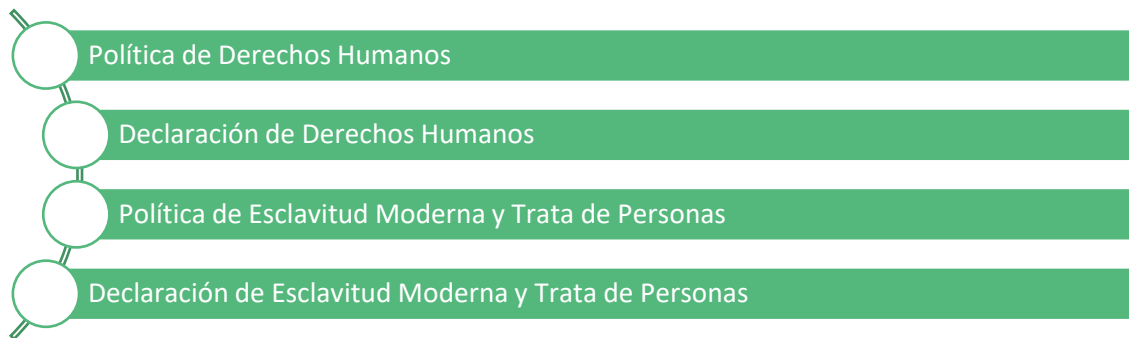 Política de Derechos Humanos
Declaración de Derechos Humanos
Política de Esclavitud Moderna y Trata de Personas
Declaración de Esclavitud Moderna y Trata de Personas